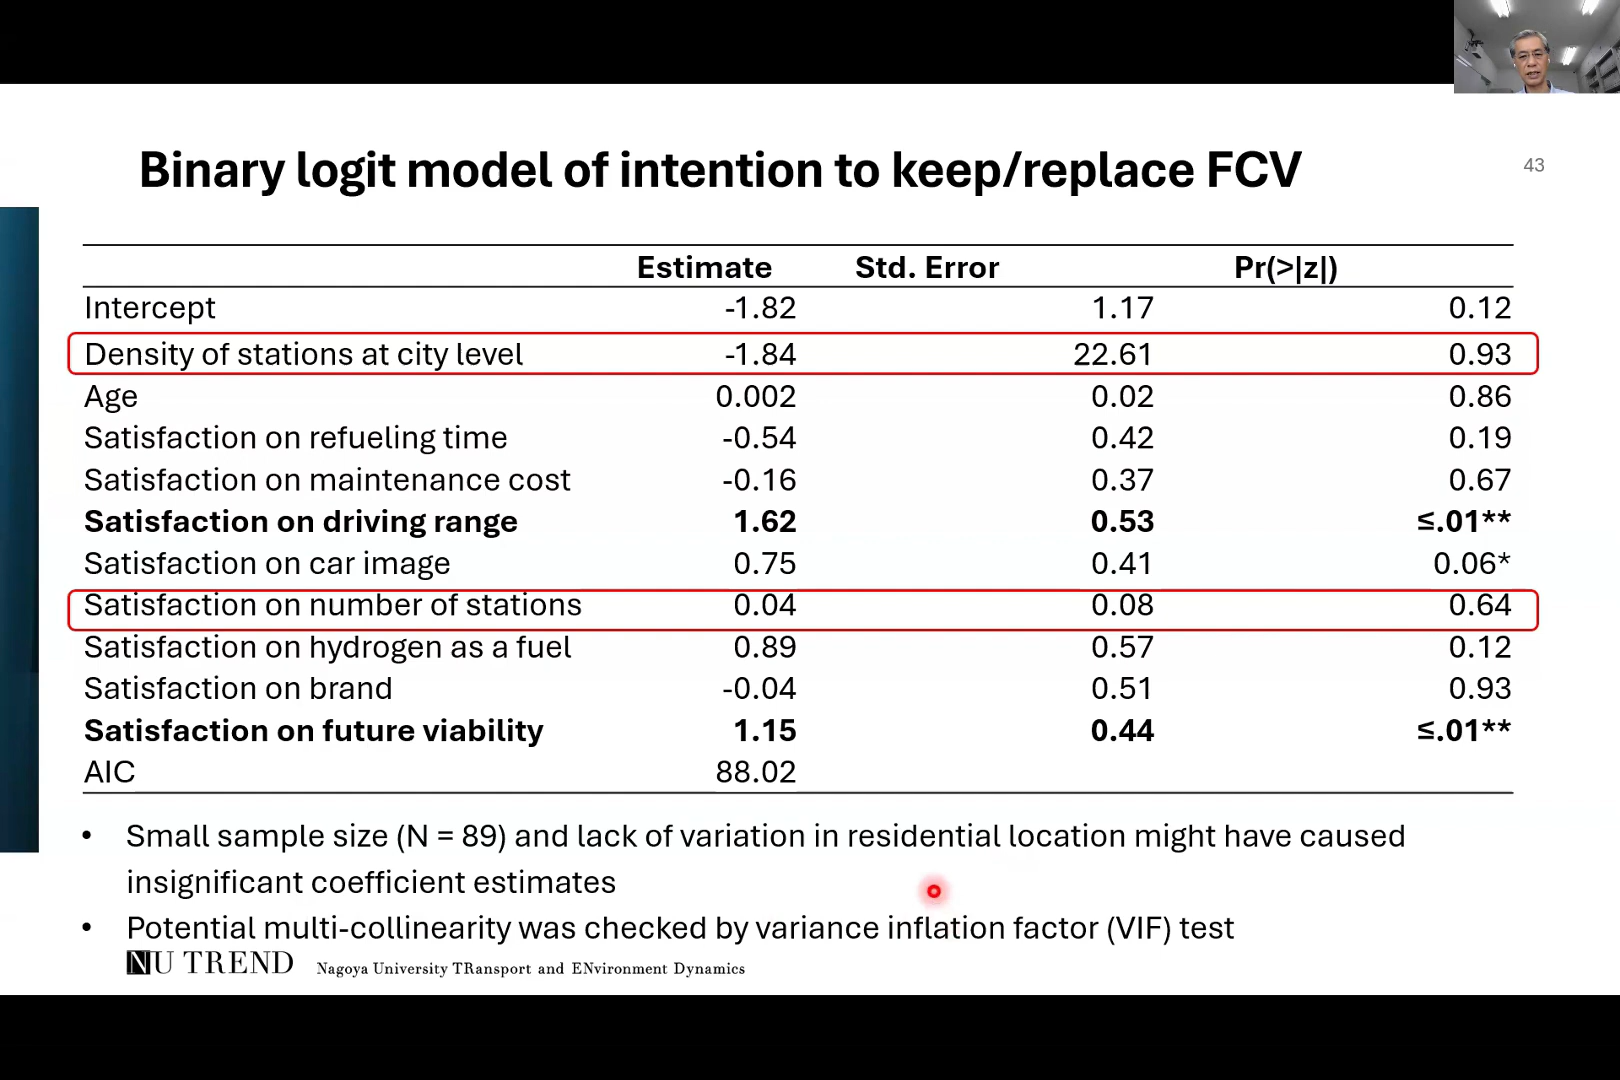 Binary logit model of intention to keep/replace FCV
43
Estimate Std. Error Pr(>|z|)
Intercept -1.82 1.17 0.12
Density of stations at city level -1.84 22.61 0.93
Age 0.002 0.02 0.86
Satisfaction on refueling time -0.54 0.42 0.19
Satisfaction on maintenance cost -0.16 0.37 0.67
Satisfaction on driving range 1.62 0.53 ≤.01**
Satisfaction on car image 0.75 0.41 0.06*
Satisfaction on number of stations 0.04 0.08 0.64
Satisfaction on hydrogen as a fuel 0.89 0.57 0.12
Satisfaction on brand -0.04 0.51 0.93
Satisfaction on future viability 1.15 0.44 ≤.01**
AIC 88.02
• Small sample size (N = 89) and lack of variation in residential location might have caused
insignificant coefficient estimates
• Potential multi-collinearity was checked by variance inflation factor (VIF) test
NU TREND Nagoya University TRansport and ENvironment Dynamics